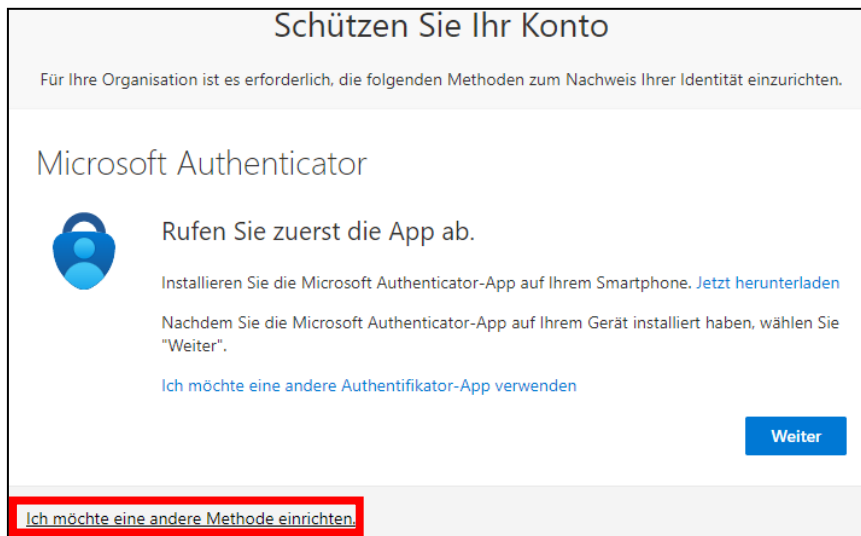 Schützen Sie Ihr Konto
Für Ihre Organisation ist es erforderlich, die folgenden Methoden zum Nachweis Ihrer Identität einzurichten.
Microsoft Authenticator
Rufen Sie zuerst die App ab.
Installieren Sie die Microsoft Authenticator-App auf Ihrem Smartphone. Jetzt herunterladen
Nachdem Sie die Microsoft Authenticator-App auf Ihrem Gerät installiert haben, wählen Sie
"Weiter".
Ich möchte eine andere Authentifikator-App verwenden
Weiter
Ich möchte eine andere Methode einrichten.